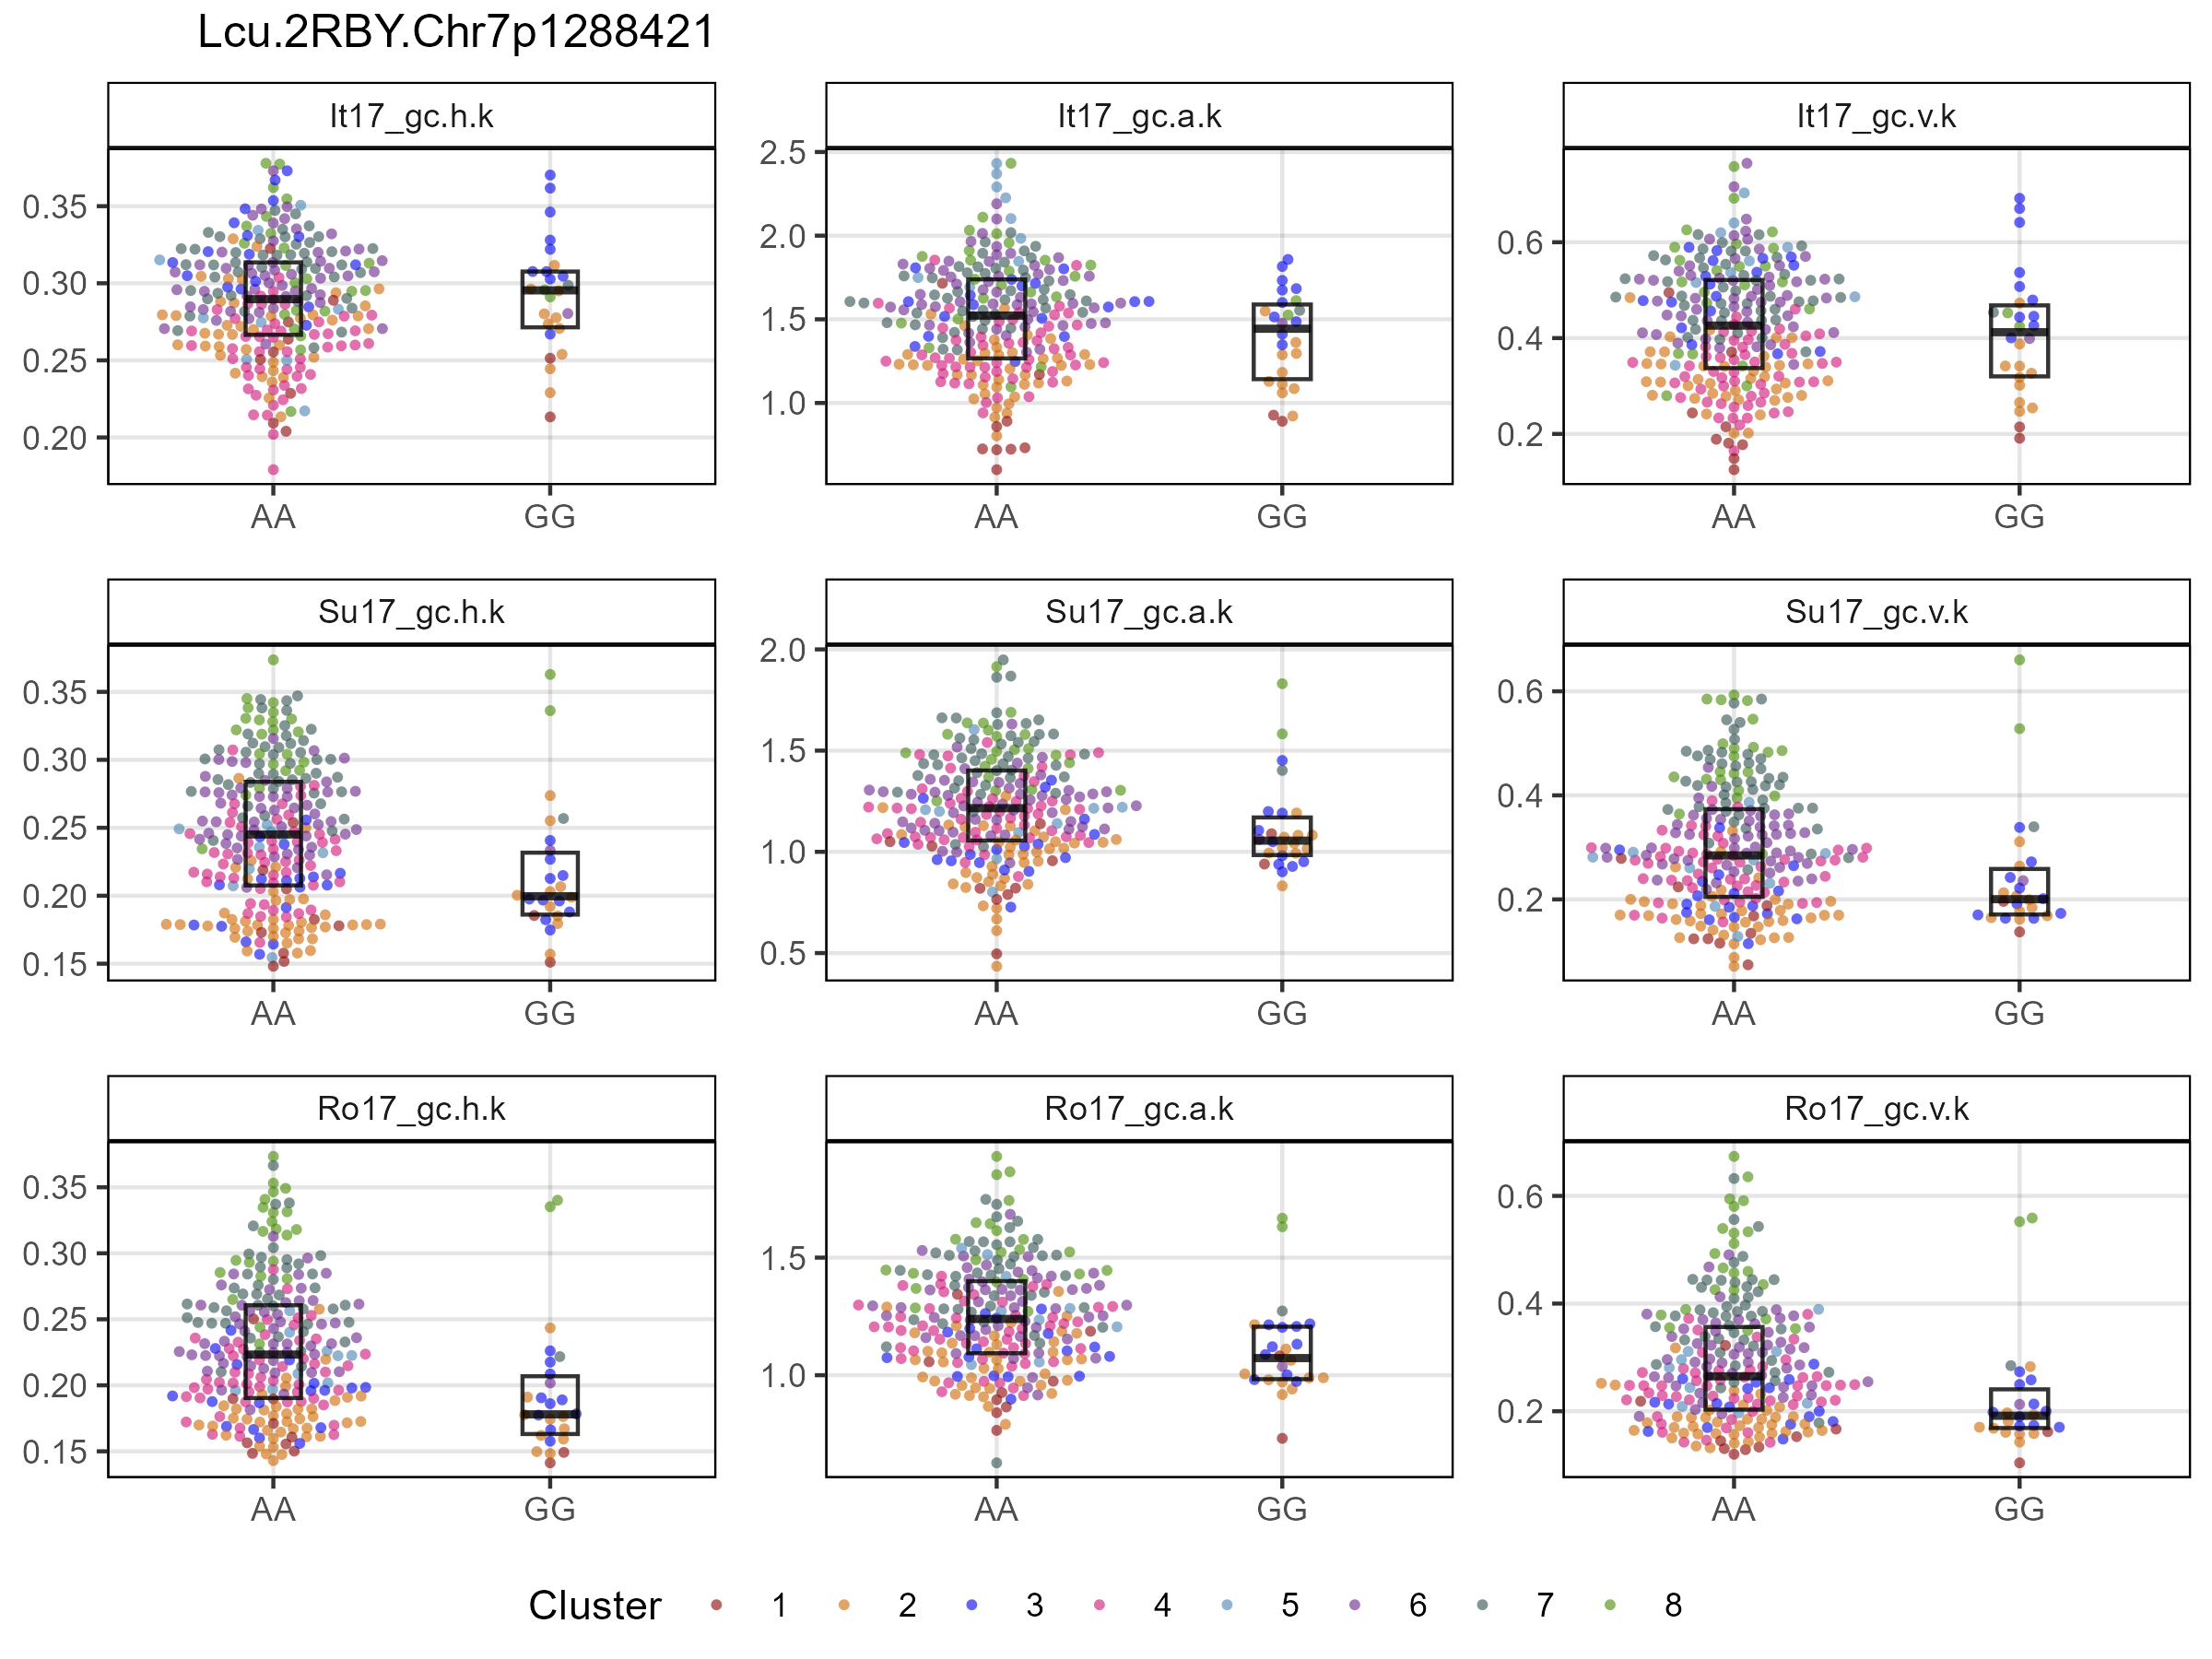 Lcu.2RBY.Chr7p1288421
It17_gc.h.k
It17_gc.a.k
It17_gc.v.k
0.35
0.30
0.25
0.20
AA GG
2.5
2.0
1.5
1.0
AA GG
0.6
0.4
0.2
AA GG
Su17_gc.h.k
Su17_gc.a.k
Su17_gc.v.k
0.35
0.30
0.25
0.20
0.15
AA GG
2.0
1.5
1.0
0.5
AA GG
0.6
0.4
0.2
AA GG
Ro17_gc.h.k
Ro17_gc.a.k
Ro17_gc.v.k
0.35
0.30
0.25
0.20
0.15
AA GG
1.5
1.0
AA GG
0.6
0.4
0.2
AA GG
Cluster 1 2 3 4 5 6 7 8